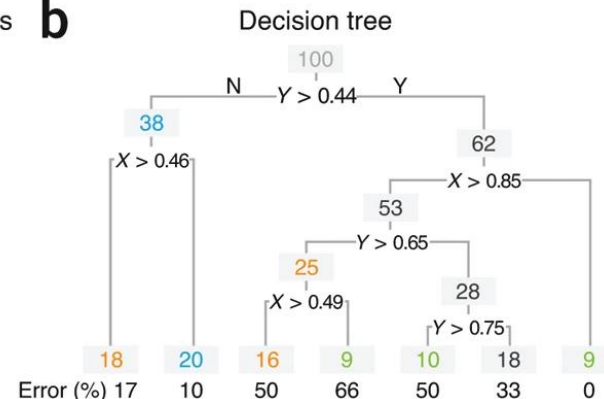 s b Decision tree
100
N Y > 0.44 Y
38
62
X > 0.46
X > 0.85
53
Y > 0.65
25
28
X > 0.49
Y > 0.75
18 20 16 9 10 18 9
Error (%) 17 10 50 66 50 33 0